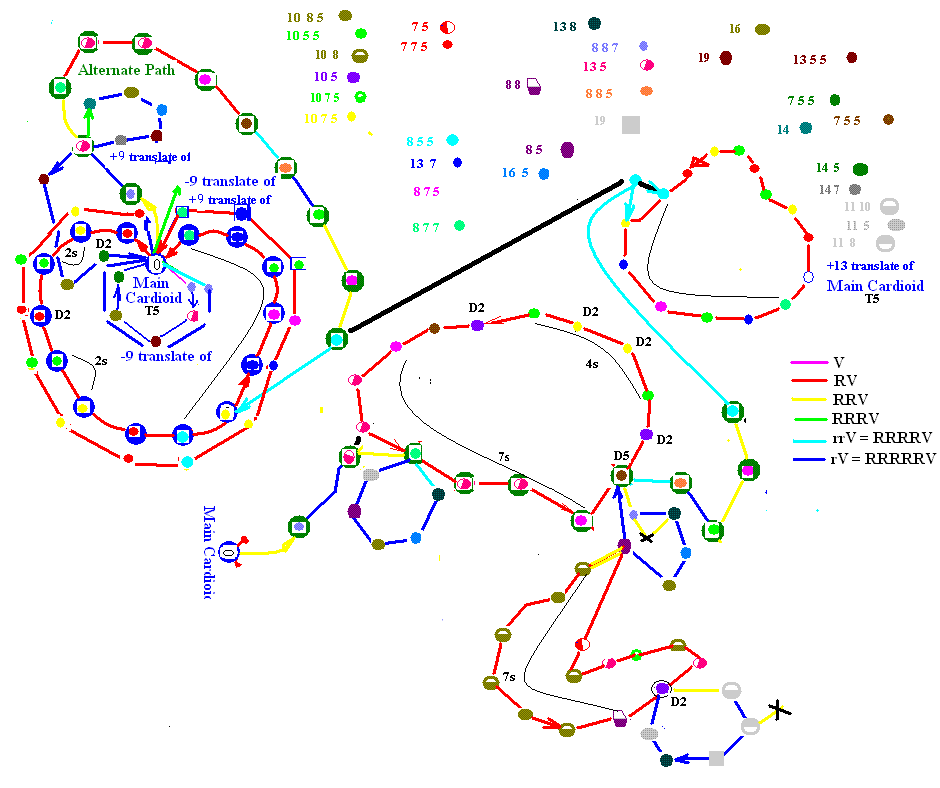 10 8 5
7 5
13 8
16
10 5 5
7 7 5
8 8 7
10 8
13 5
19
13 5 5
Alternate Path
10 5
8 8
8 8 5
10 7 5
7 5 5
10 7 5
19
7 5 5
14
8 5 5
8 5
+9 translate of
13 7
16 5
14 5
-9 translate of
14 7
+9 translate of
8 7 5
11 10
11 5
8 7 7
11 8
D2
2s
0
+13 translate of
Main
Cardioid
T5
Main Cardioid
T5
D2
D2
D2
-9 translate of
D2
2s
4s
V
RV
RRV
RRRV
rrV = RRRRV
rV = RRRRRV
D2
7s
D5
Main Cardioid
0
7s
D2